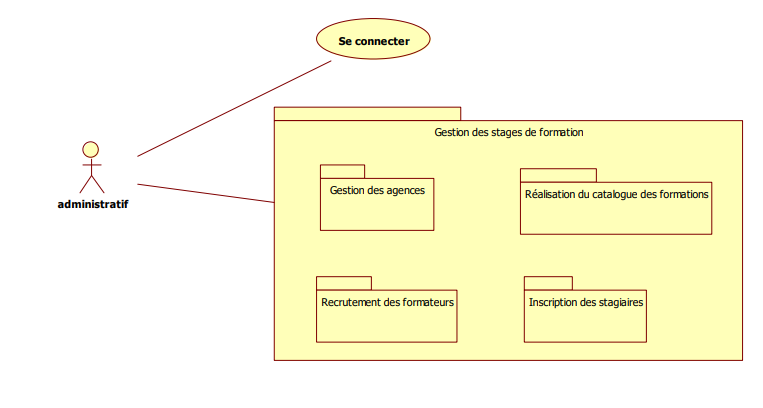 Se connecter
Gestion des stages de formation
administratif
Gestion des agences
Réalisation du catalogue des formations
Recrutement des formateurs
Inscription des stagiaires